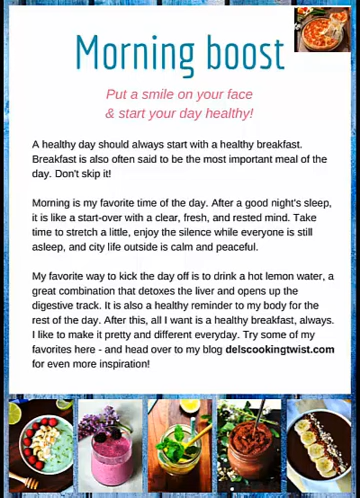 Morning boost
Put a smile on your face
& start your day healthy!
A healthy day should always start with a healthy breakfast.
Breakfast is also often said to be the most important meal of the
day. Don't skip it!
Morning is my favorite time of the day. After a good night's sleep,
it is like a start-over with a clear, fresh, and rested mind. Take
time to stretch a little, enjoy the silence while everyone is still
asleep, and city life outside is calm and peaceful.
My favorite way to kick the day off is to drink a hot lemon water, a
great combination that detoxes the liver and opens up the
digestive track. It is also a healthy reminder to my body for the
rest of the day. After this, all I want is a healthy breakfast, always.
I like to make it pretty and different everyday. Try some of my
favorites here - and head over to my blog delscookingtwist.com
for even more inspiration!